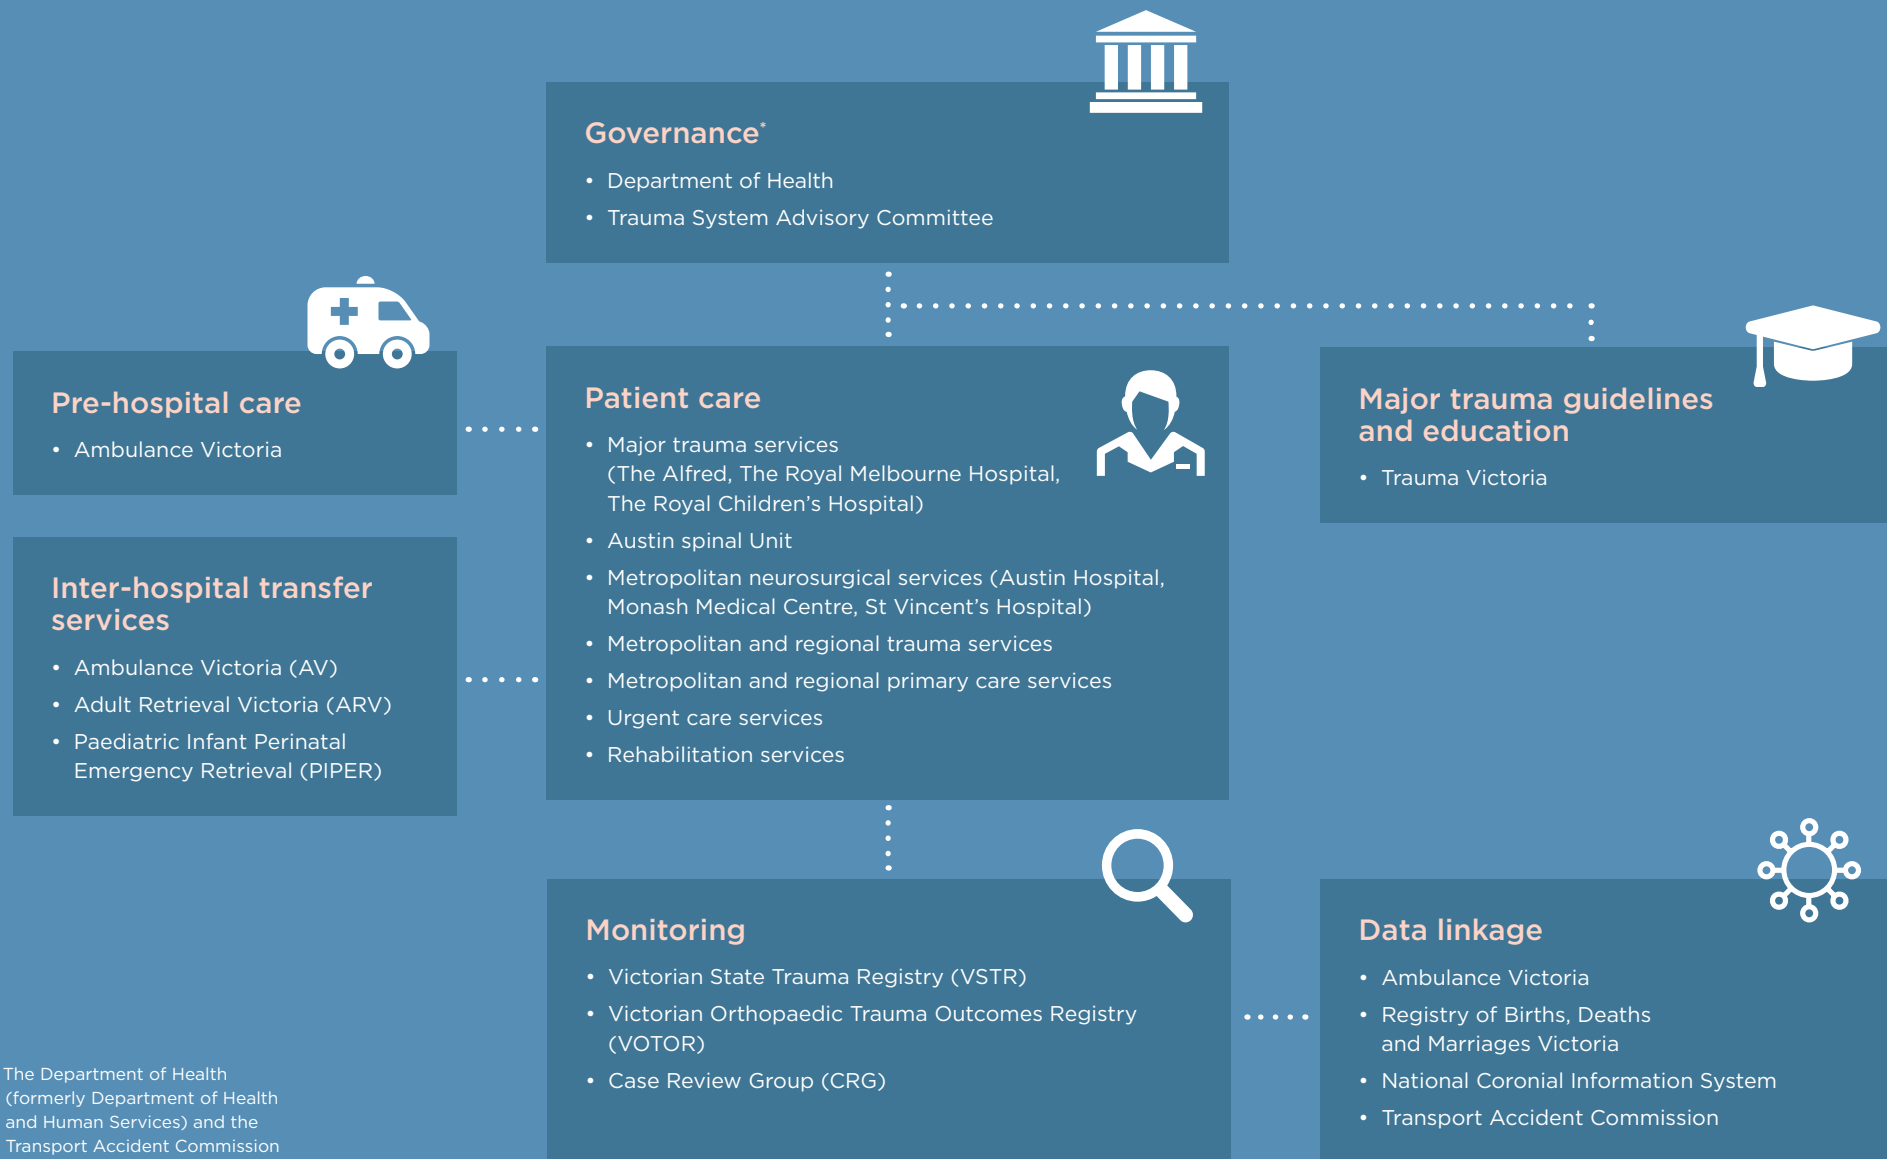 Governance*
• Department of Health
• Trauma System Advisory Committee
Pre-hospital care
• Ambulance Victoria
Inter-hospital transfer
services
• Ambulance Victoria (AV)
• Adult Retrieval Victoria (ARV)
• Paediatric Infant Perinatal
Emergency Retrieval (PIPER)
Patient care
• Major trauma services
(The Alfred, The Royal Melbourne Hospital,
The Royal Children’s Hospital)
• Austin spinal Unit
• Metropolitan neurosurgical services (Austin Hospital,
Monash Medical Centre, St Vincent’s Hospital)
• Metropolitan and regional trauma services
• Metropolitan and regional primary care services
• Urgent care services
• Rehabilitation services
Major trauma guidelines
and education
• Trauma Victoria
Monitoring
• Victorian State Trauma Registry (VSTR)
• Victorian Orthopaedic Trauma Outcomes Registry
(VOTOR)
• Case Review Group (CRG)
Data linkage
• Ambulance Victoria
• Registry of Births, Deaths
and Marriages Victoria
• National Coronial Information System
• Transport Accident Commission
The Department of Health
(formerly Department of Health
and Human Services) and the
Transport Accident Commission